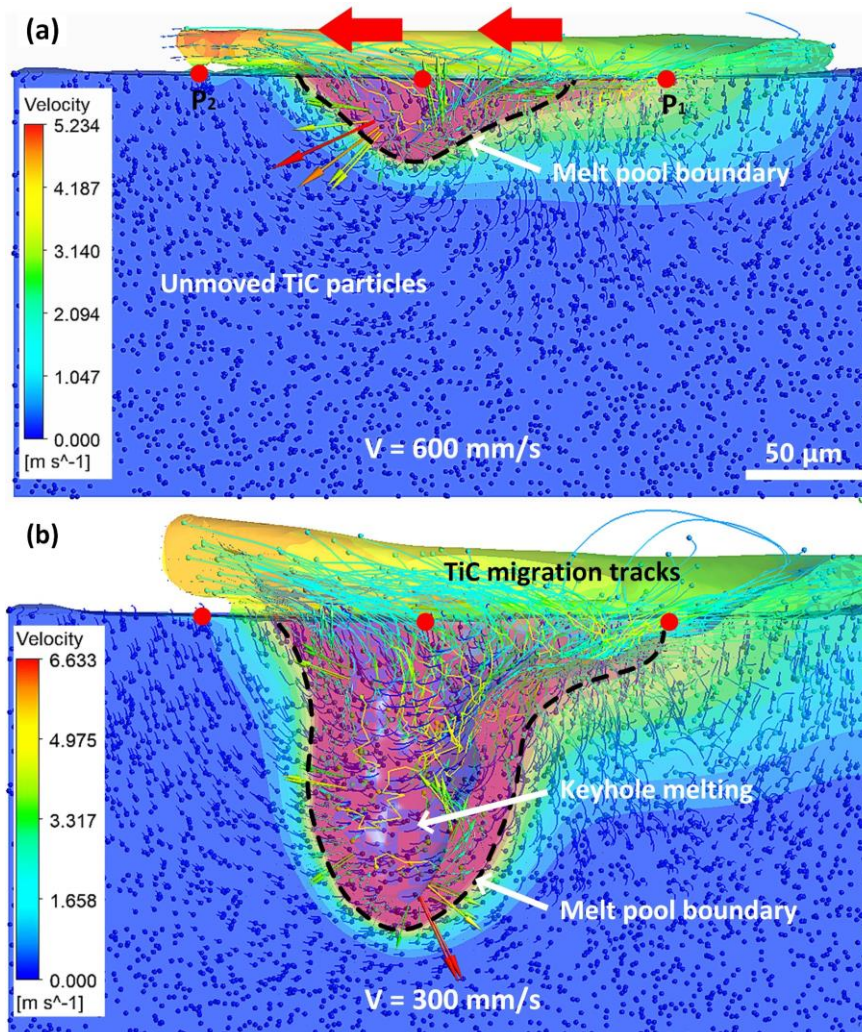 (a)
P₂
P₁
Velocity
5.234
4.187
3.140
2.094
1.047
0.000
[m s^-1]
Melt pool boundary
Unmoved TiC particles
V = 600 mm/s
50 µm
(b)
TiC migration tracks
Velocity
6.633
4.975
3.317
1.658
0.000
[m s^-1]
Keyhole melting
Melt pool boundary
V = 300 mm/s